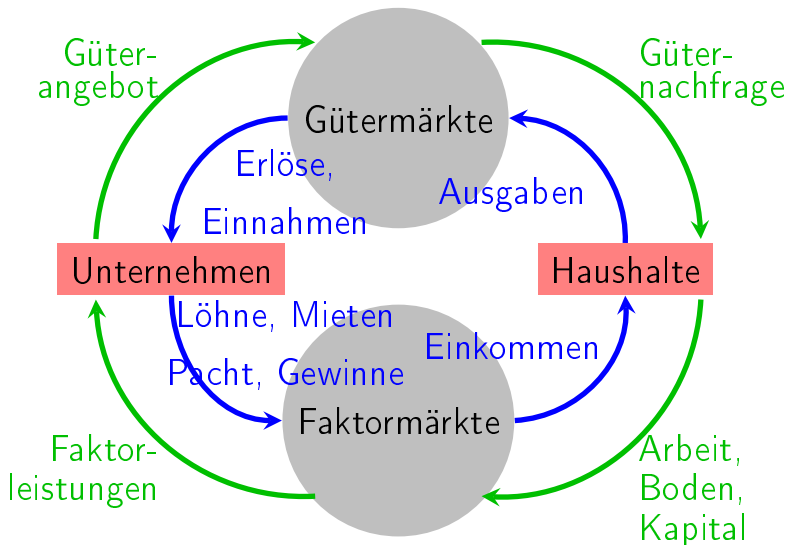 Güter-
angebot
Güter-
nachfrage
Gütermärkte
Erlöse,
Einnahmen
Ausgaben
Unternehmen
Haushalte
Löhne, Mieten
Pacht, Gewinne
Einkommen
Faktormärkte
Faktor-
leistungen
Arbeit,
Boden,
Kapital